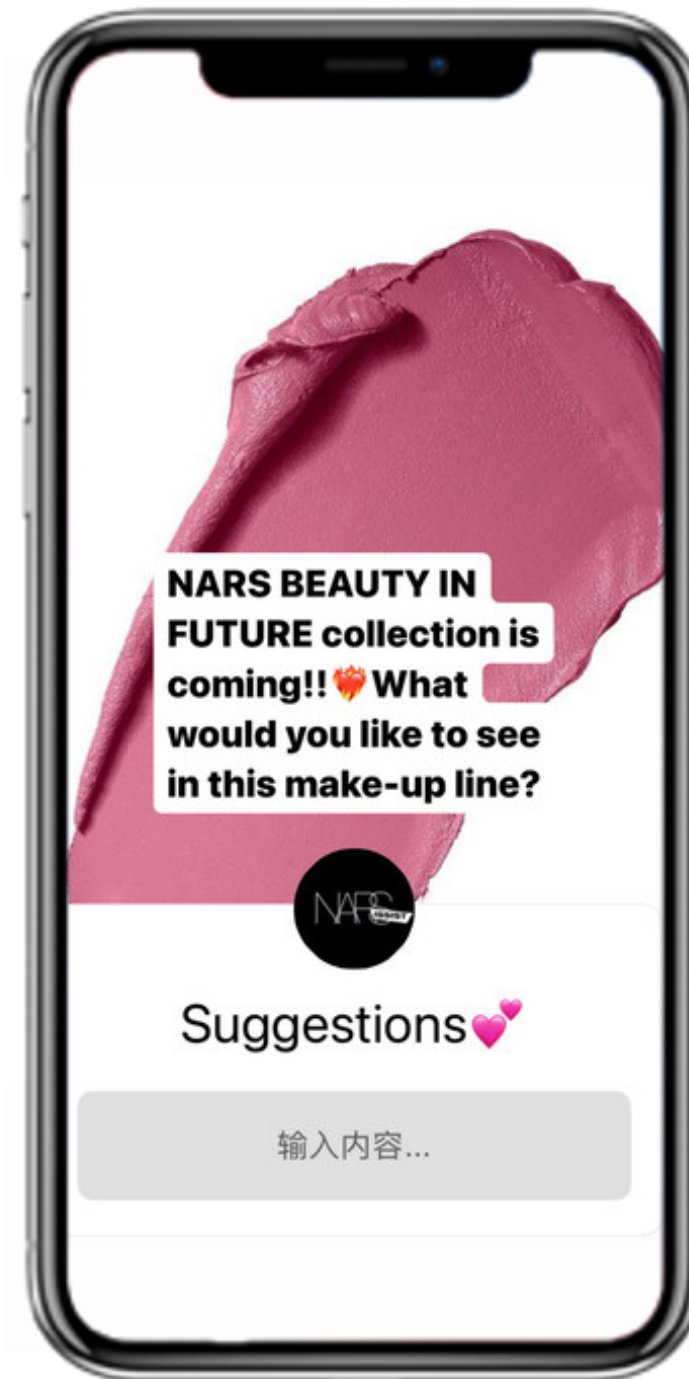 NARS BEAUTY IN
FUTURE collection is
coming!!❤️‍🔥What
would you like to see
in this make-up line?
NARS
ISSIST
Suggestions💕
输入内容...